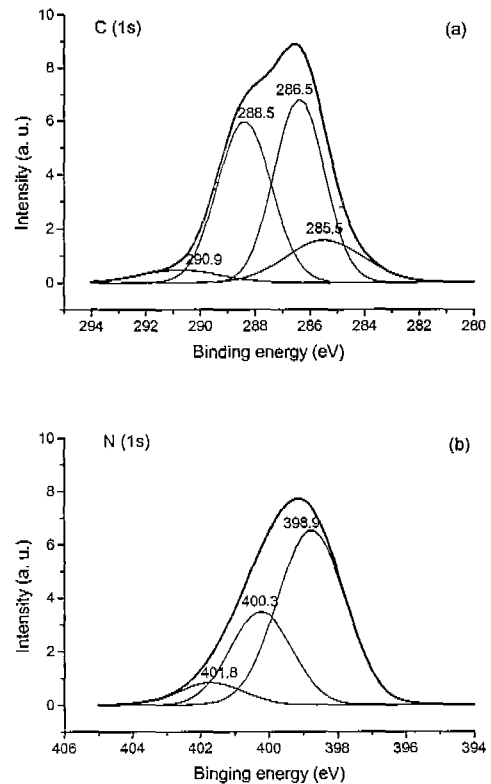 C (1s) (a)
10
8
6
4
2
0
Intensity (a. u.)
286.5
288.5
285.5
290.9
294 292 290 288 286 284 282 280
Binding energy (eV)
N (1s) (b)
10
8
6
4
2
0
Intensity (a. u.)
398.9
400.3
401.8
406 404 402 400 398 396 394
Binging energy (eV)